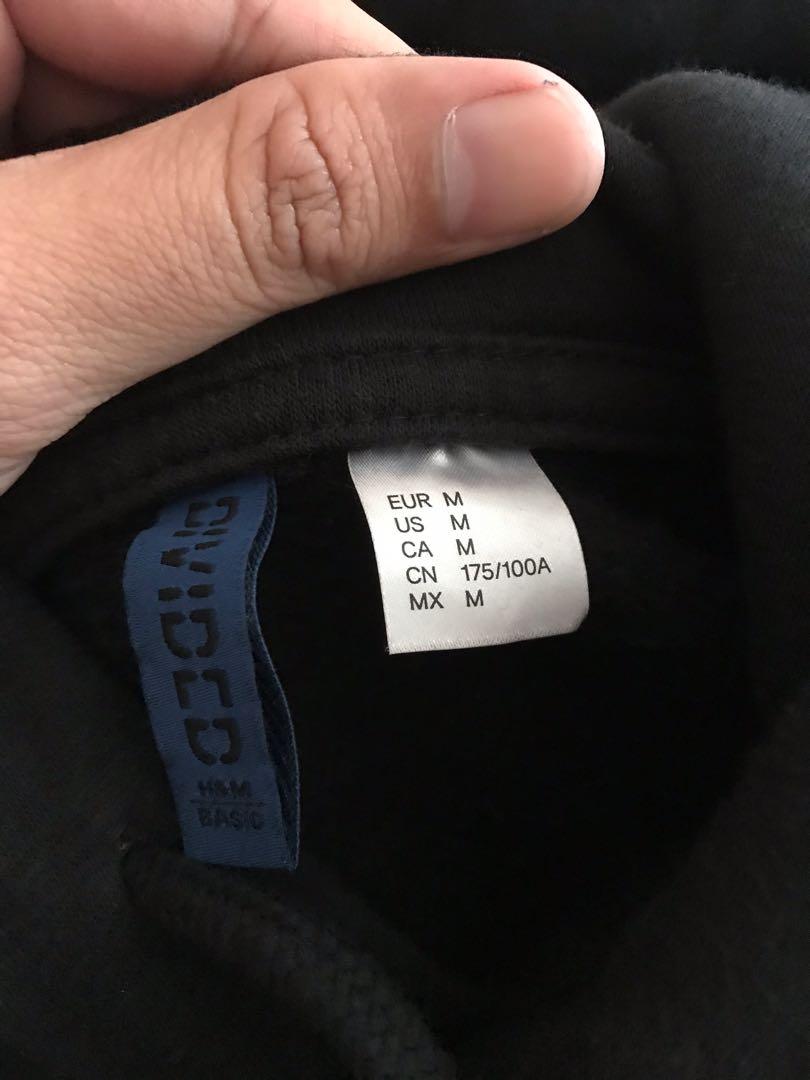 DIVIDED
H&M
BASIC
EUR M
US M
CA M
CN 175/100A
MX M